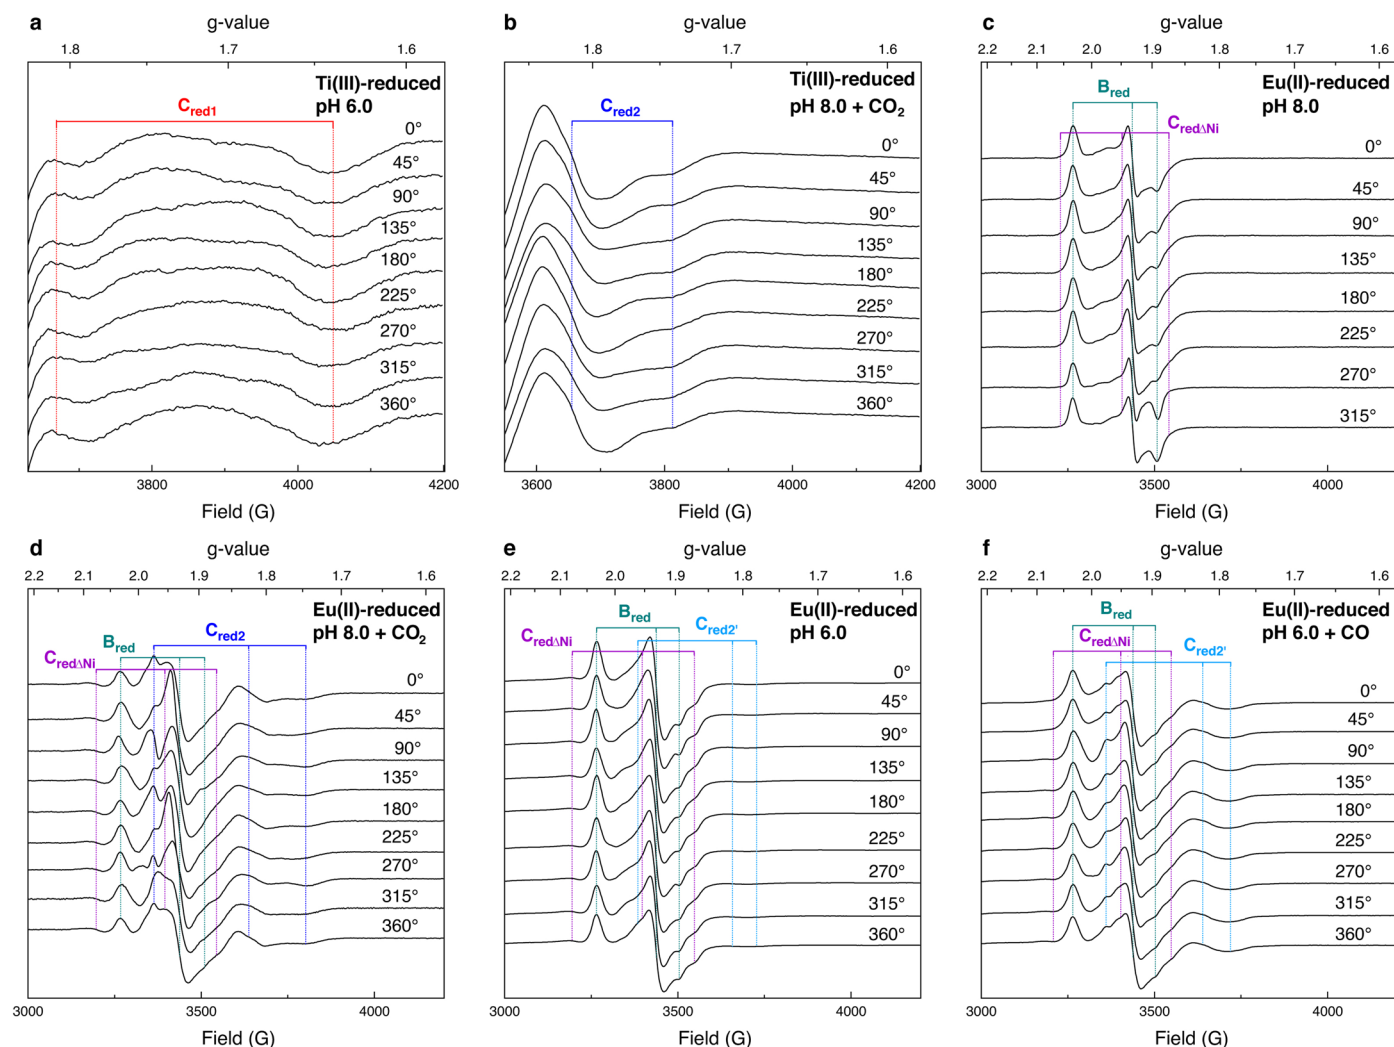 a
g-value
1.8 1.7 1.6
Ti(III)-reduced
pH 6.0
Cred1
0°
45°
90°
135°
180°
225°
270°
315°
360°
3800 4000 4200
Field (G)
b
g-value
1.8 1.7 1.6
Ti(III)-reduced
pH 8.0 + CO2
Cred2
0°
45°
90°
135°
180°
225°
270°
315°
360°
3600 3800 4000 4200
Field (G)
c
g-value
2.2 2.1 2.0 1.9 1.8 1.7 1.6
Eu(II)-reduced
pH 8.0
Bred
CredΔNi
0°
45°
90°
135°
180°
225°
270°
315°
3000 3500 4000
Field (G)
d
g-value
2.2 2.1 2.0 1.9 1.8 1.7 1.6
Eu(II)-reduced
pH 8.0 + CO2
Cred2
Bred
CredΔNi
0°
45°
90°
135°
180°
225°
270°
315°
360°
3000 3500 4000
Field (G)
e
g-value
2.2 2.1 2.0 1.9 1.8 1.7 1.6
Eu(II)-reduced
pH 6.0
Bred
Cred2'
CredΔNi
0°
45°
90°
135°
180°
225°
270°
315°
360°
3000 3500 4000
Field (G)
f
g-value
2.2 2.1 2.0 1.9 1.8 1.7 1.6
Eu(II)-reduced
pH 6.0 + CO
Bred
CredΔNi
Cred2'
0°
45°
90°
135°
180°
225°
270°
315°
360°
3000 3500 4000
Field (G)